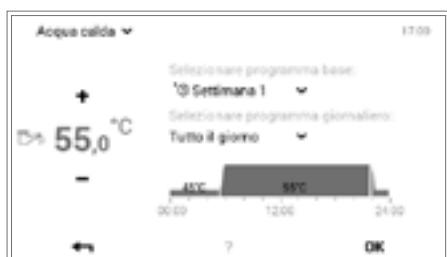 Acqua calda
17:00
Selezionare programma base:
Settimana 1
Selezionare programma giornaliero:
Tutto il giorno
+
55,0 °C
–
45°C
55°C
00:00
12:00
24:00
?
OK